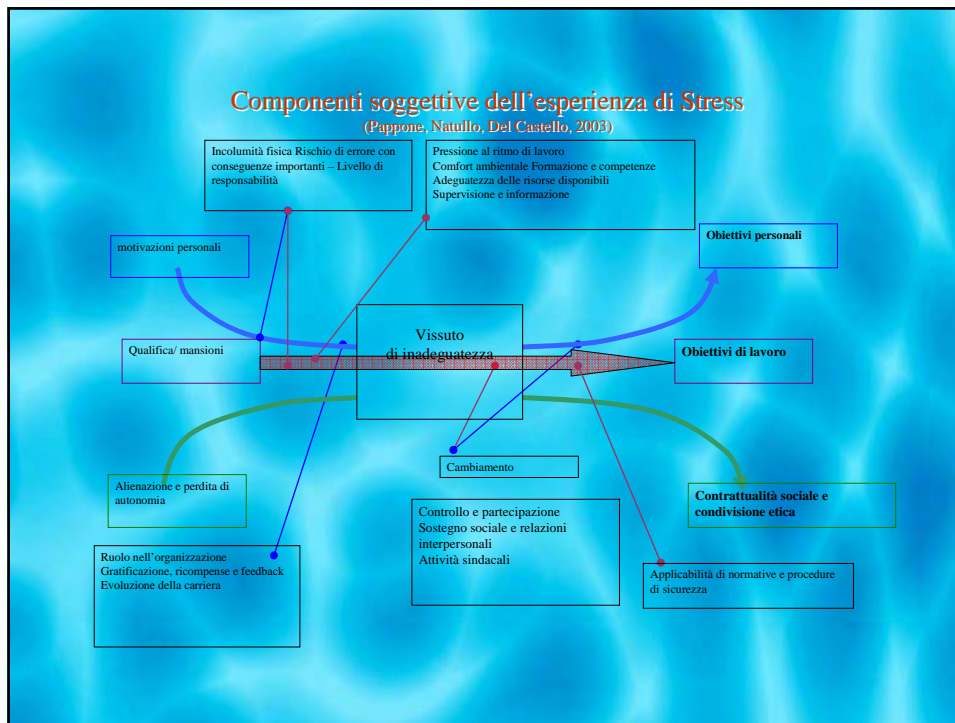 Componenti soggettive dell'esperienza di Stress
(Pappone, Natullo, Del Castello, 2003)
Incolumità fisica Rischio di errore con
conseguenze importanti – Livello di
responsabilità
Pressione al ritmo di lavoro
Comfort ambientale Formazione e competenze
Adeguatezza delle risorse disponibili
Supervisione e informazione
motivazioni personali
Obiettivi personali
Vissuto
di inadeguatezza
Qualifica/ mansioni
Obiettivi di lavoro
Cambiamento
Alienazione e perdita di
autonomia
Contrattualità sociale e
condivisione etica
Controllo e partecipazione
Sostegno sociale e relazioni
interpersonali
Attività sindacali
Ruolo nell'organizzazione
Gratificazione, ricompense e feedback
Evoluzione della carriera
Applicabilità di normative e procedure
di sicurezza